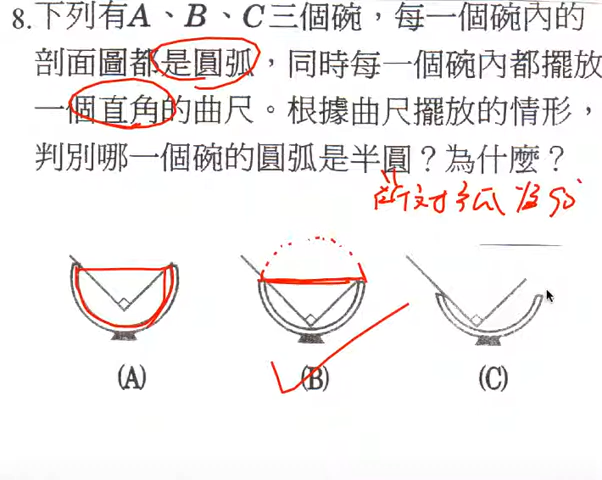 8.下列有A、B、C三個碗，每一個碗內的
剖面圖都是圓弧，同時每一個碗內都擺放
一個直角的曲尺。根據曲尺擺放的情形，
判別哪一個碗的圓弧是半圓？為什麼？
(A) (B) (C)